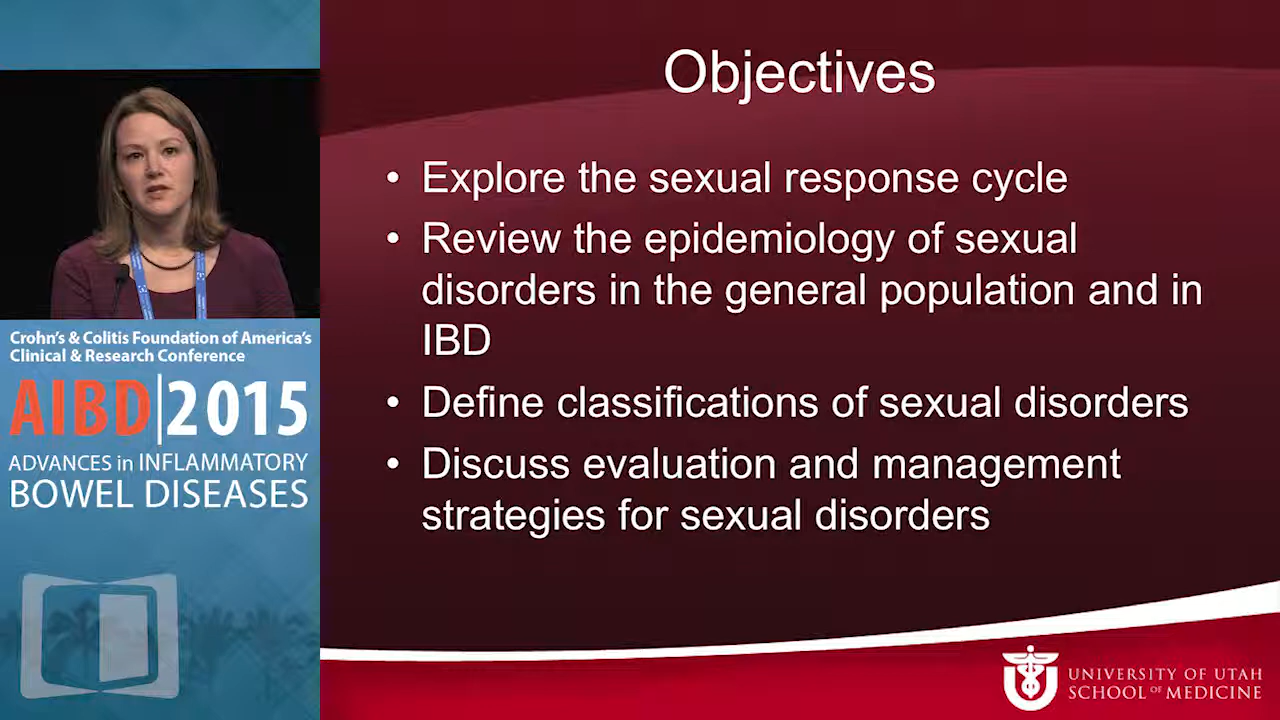 Crohn's & Colitis Foundation of America's
Clinical & Research Conference
AIBD|2015
ADVANCES in INFLAMMATORY
BOWEL DISEASES
Objectives
• Explore the sexual response cycle
• Review the epidemiology of sexual
disorders in the general population and in
IBD
• Define classifications of sexual disorders
• Discuss evaluation and management
strategies for sexual disorders
UNIVERSITY OF UTAH
SCHOOL OF MEDICINE